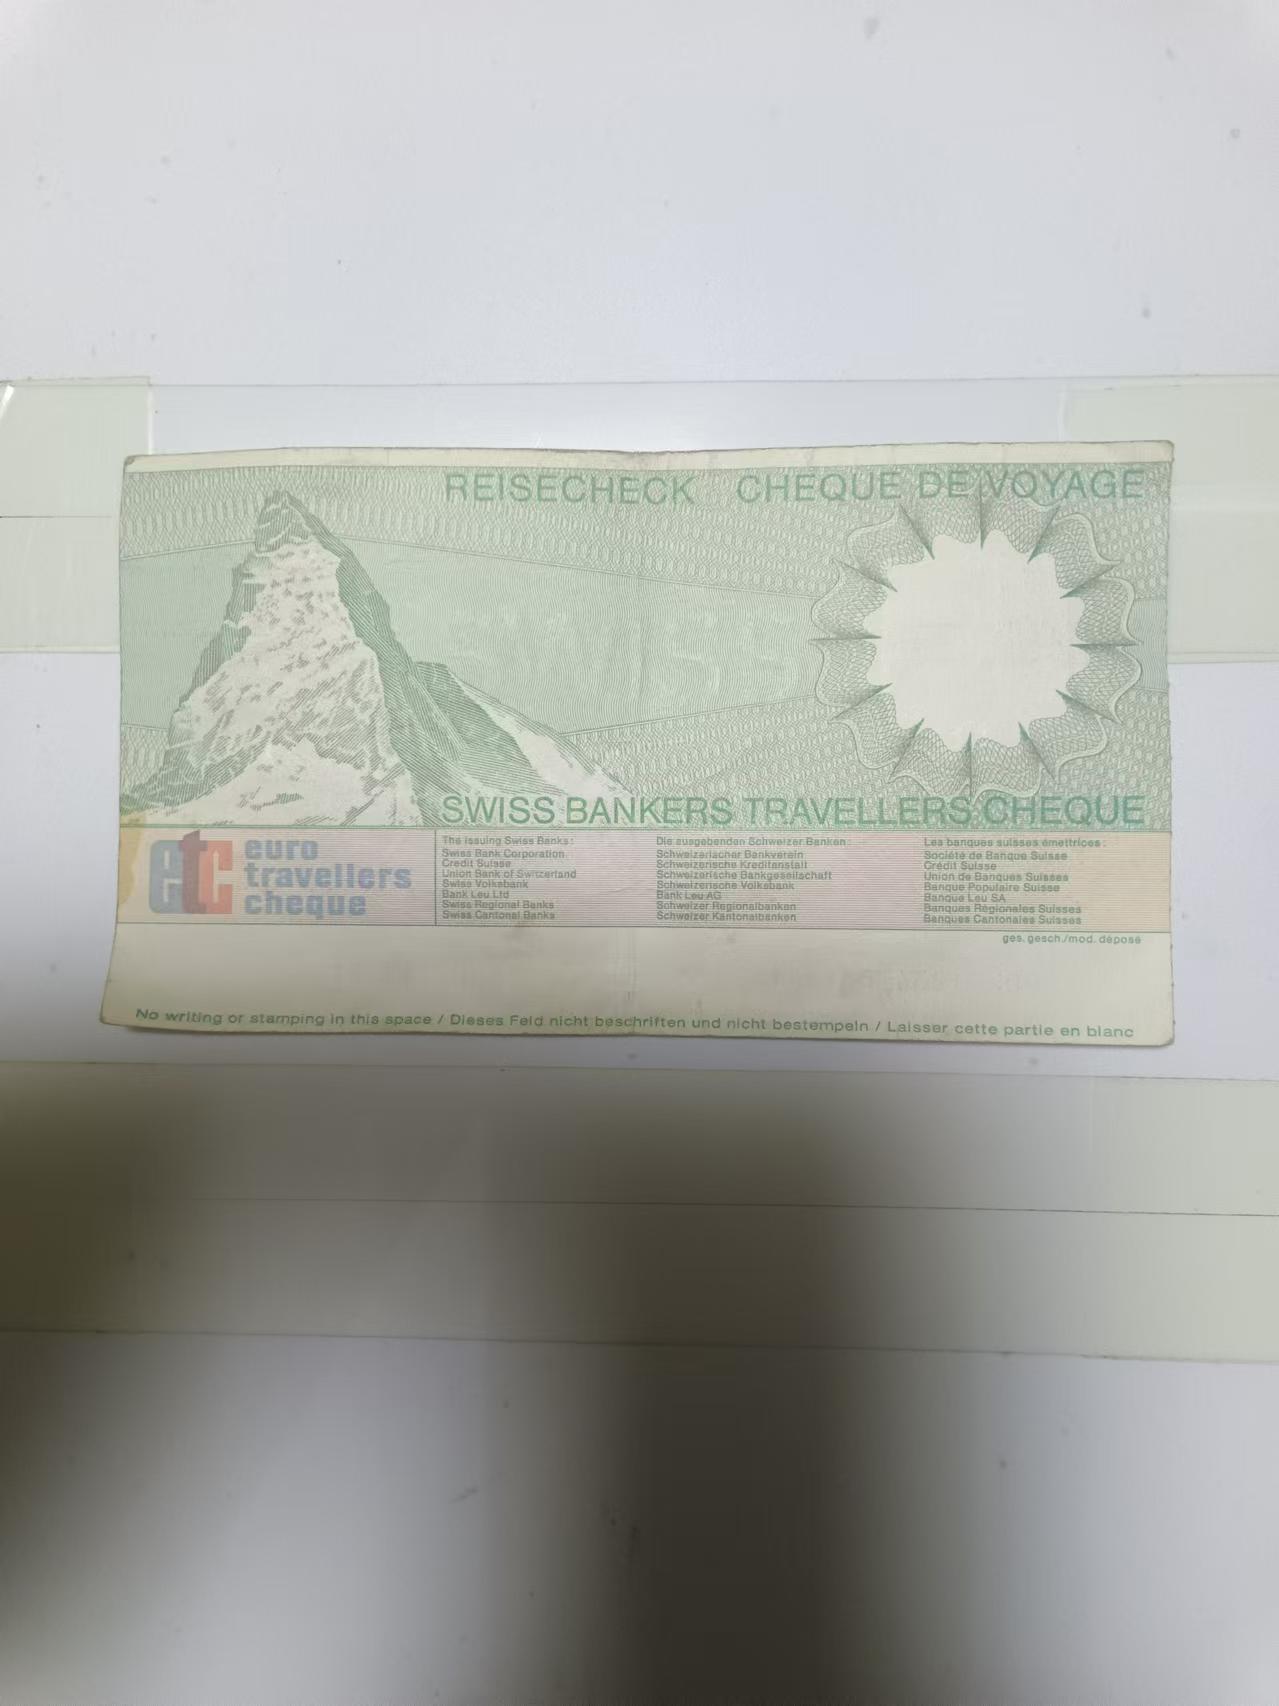 REISECHECK CHEQUE DE VOYAGE
SWISS BANKERS TRAVELLERS CHEQUE
etc
euro
travellers
cheque
The issuing Swiss Banks:
Swiss Bank Corporation
Credit Suisse
Union Bank of Switzerland
Swiss Volksbank
Bank Leu Ltd
Swiss Regional Banks
Swiss Cantonal Banks
Die ausgebenden Schweizer Banken:
Schweizerischer Bankverein
Schweizerische Kreditanstalt
Schweizerische Bankgesellschaft
Schweizerische Volksbank
Bank Leu AG
Schweizer Regionalbanken
Schweizer Kantonalbanken
Les banques suisses émettrices:
Société de Banque Suisse
Crédit Suisse
Union de Banques Suisses
Banque Populaire Suisse
Banque Leu SA
Banques Régionales Suisses
Banques Cantonales Suisses
ges. gesch./mod. déposé
No writing or stamping in this space / Dieses Feld nicht beschriften und nicht bestempeln / Laisser cette partie en blanc